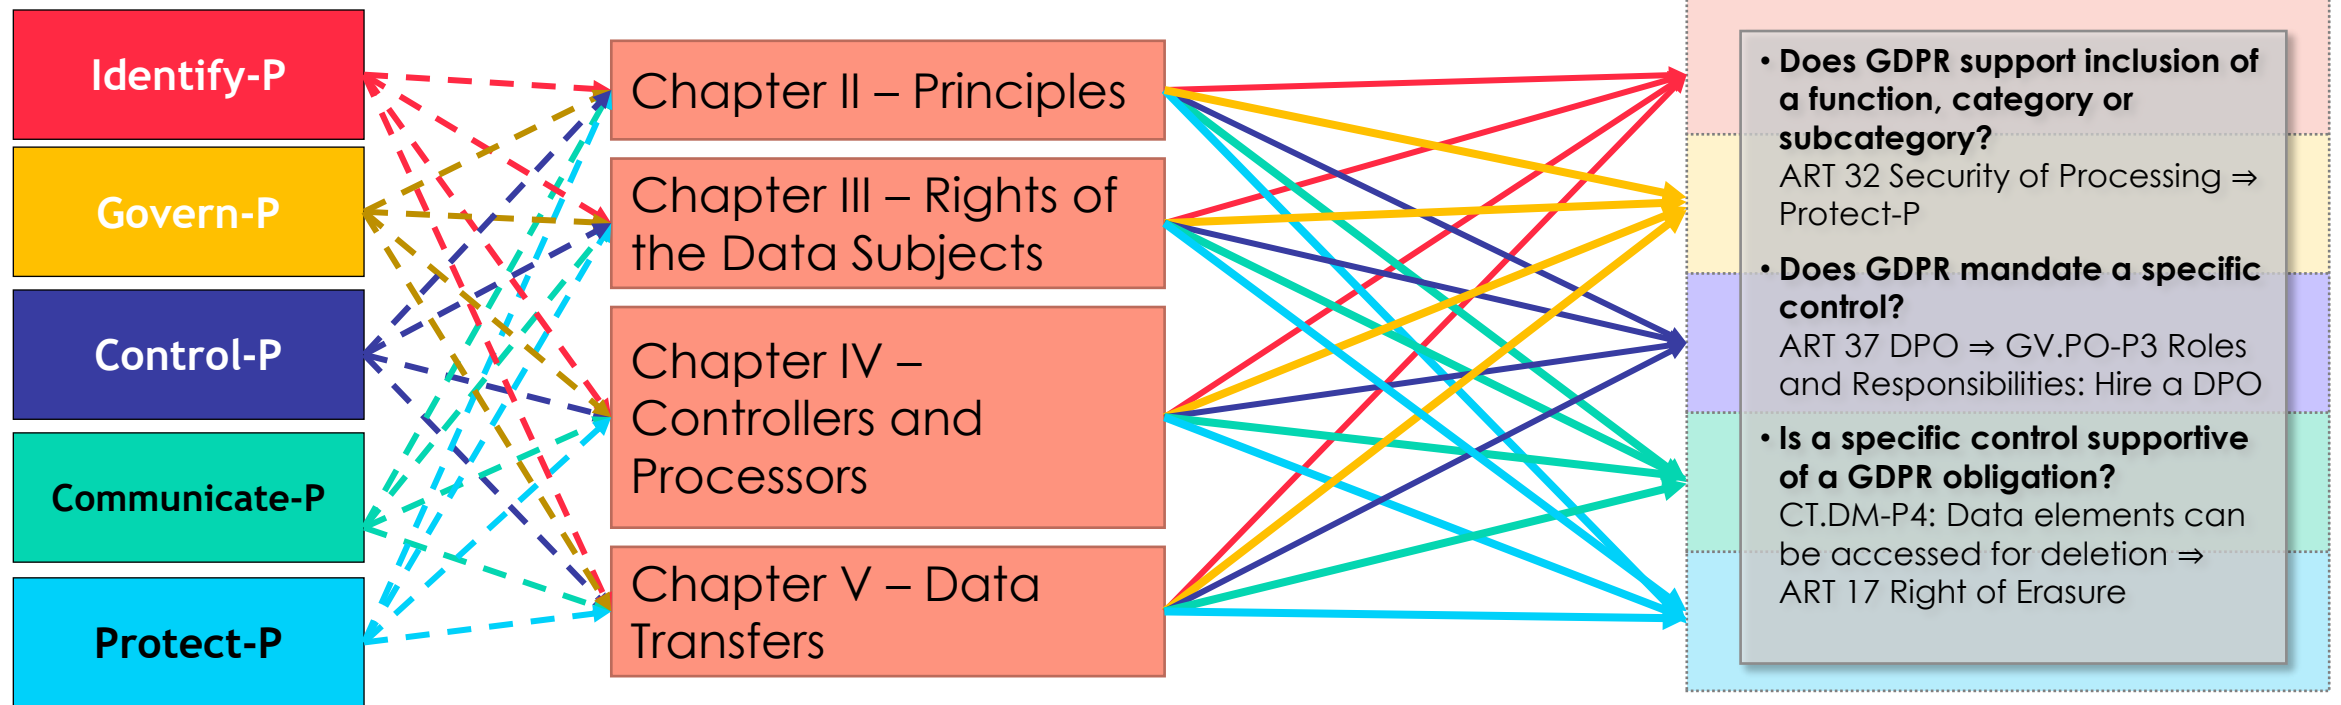 Identify-P
Govern-P
Control-P
Communicate-P
Protect-P
Chapter II – Principles
Chapter III – Rights of
the Data Subjects
Chapter IV –
Controllers and
Processors
Chapter V – Data
Transfers
• Does GDPR support inclusion of
a function, category or
subcategory?
ART 32 Security of Processing ⇒
Protect-P
• Does GDPR mandate a specific
control?
ART 37 DPO ⇒ GV.PO-P3 Roles
and Responsibilities: Hire a DPO
• Is a specific control supportive
of a GDPR obligation?
CT.DM-P4: Data elements can
be accessed for deletion ⇒
ART 17 Right of Erasure